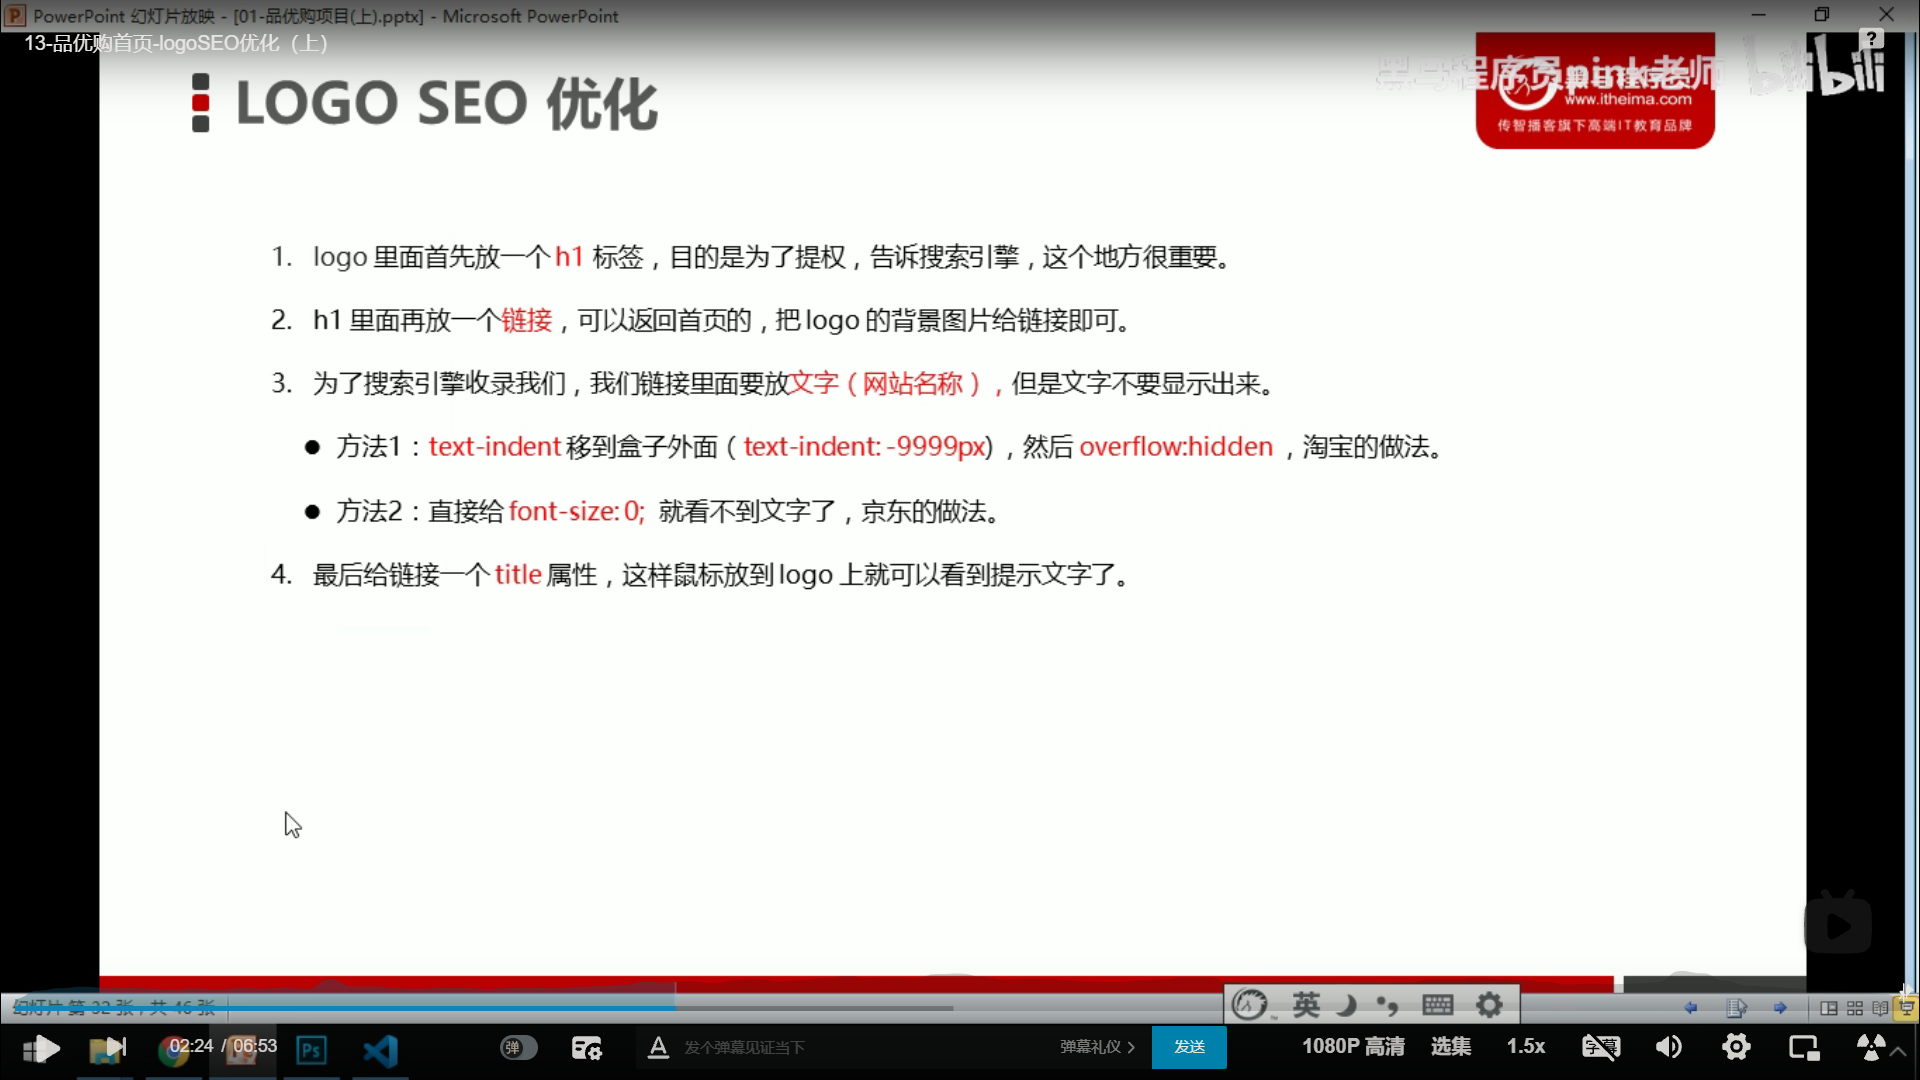 PowerPoint 幻灯片放映 - [01-品优购项目(上).pptx] - Microsoft PowerPoint
13-品优购首页-logoSEO优化（上）
LOGO SEO 优化
黑马程序员pink老师
bilibili
www.itheima.com
传智播客旗下高端IT教育品牌
1. logo 里面首先放一个 h1 标签，目的是为了提权，告诉搜索引擎，这个地方很重要。
2. h1 里面再放一个链接，可以返回首页的，把 logo 的背景图片给链接即可。
3. 为了搜索引擎收录我们，我们链接里面要放文字（网站名称），但是文字不要显示出来。
● 方法1：text-indent 移到盒子外面（text-indent: -9999px)，然后 overflow:hidden ，淘宝的做法。
● 方法2：直接给 font-size: 0; 就看不到文字了，京东的做法。
4. 最后给链接一个 title 属性，这样鼠标放到 logo 上就可以看到提示文字了。
幻灯片 第 32 张，共 46 张
英
02:24 / 06:53
Ps
弹
发个弹幕见证当下
弹幕礼仪
发送
1080P 高清
选集
1.5x
字幕